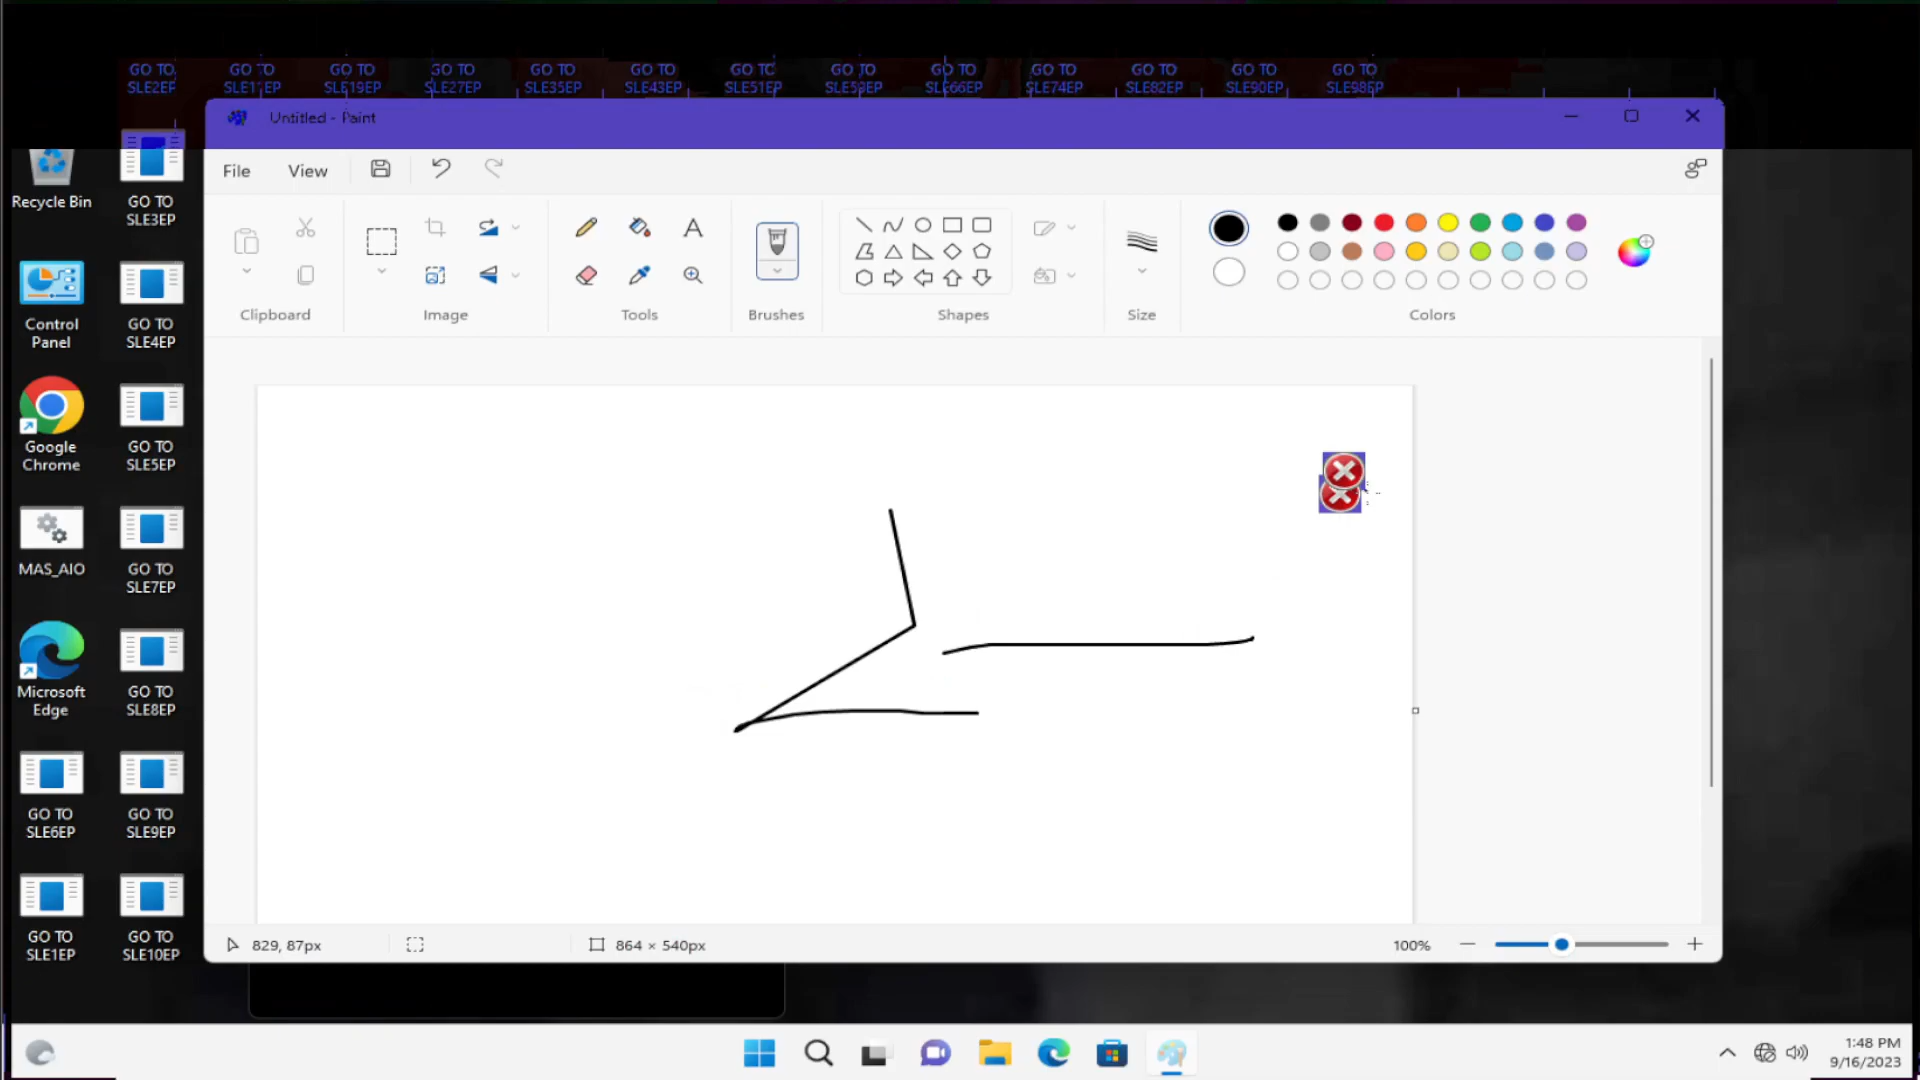 GO TO GO TO GO TO GO TO GO TO GO TO GO TO GO TO GO TO GO TO GO TO GO TO GO TO
SLE2EP SLE11EP SLE19EP SLE27EP SLE35EP SLE43EP SLE51EP SLE58EP SLE66EP SLE74EP SLE82EP SLE90EP SLE98EP
Untitled - Paint
File View
Recycle Bin
GO TO
SLE3EP
Clipboard Image Tools Brushes Shapes Size Colors
Control
Panel
GO TO
SLE4EP
Google
Chrome
GO TO
SLE5EP
MAS_AIO
GO TO
SLE7EP
Microsoft
Edge
GO TO
SLE8EP
GO TO
SLE6EP
GO TO
SLE9EP
GO TO
SLE1EP
GO TO
SLE10EP
829, 87px
864 × 540px
100%
1:48 PM
9/16/2023